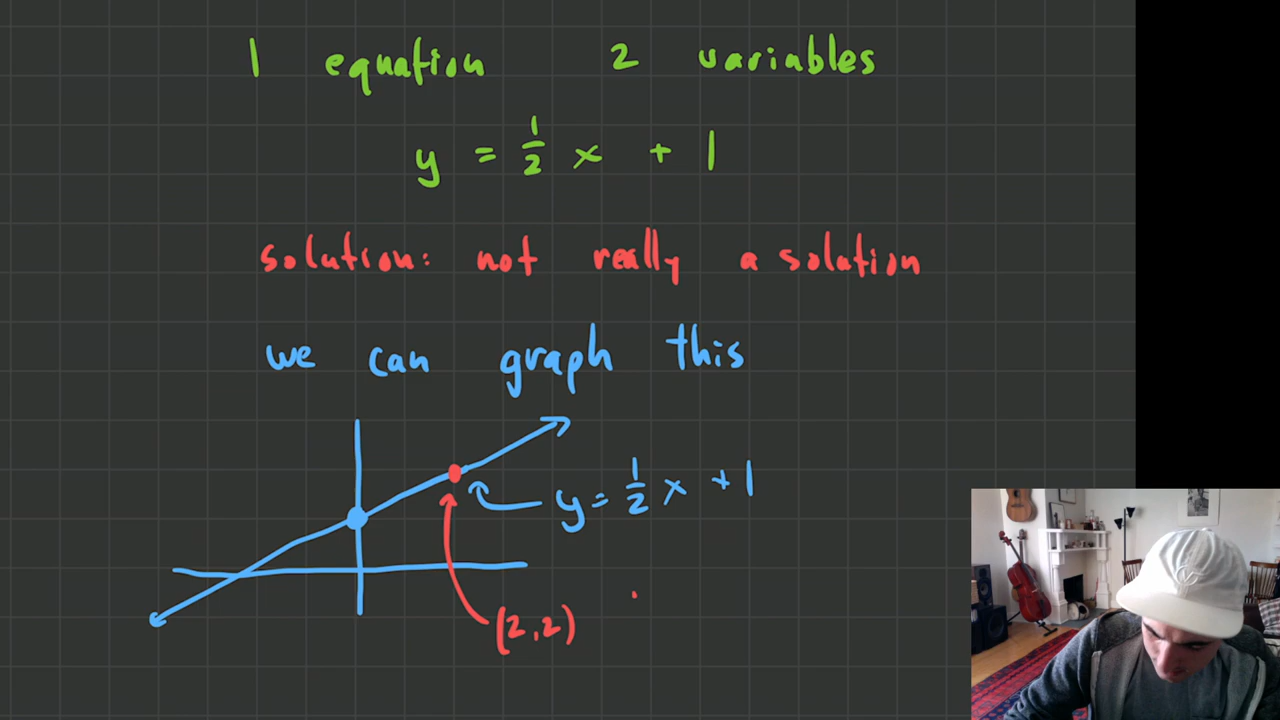 1 equation 2 variables
y = 1/2 x + 1
solution: not really a solution
we can graph this
y = 1/2 x + 1
(2,2)